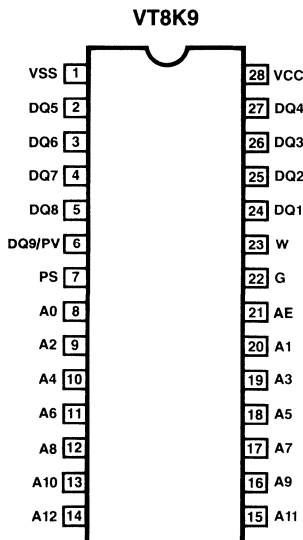 VT8K9
VSS 1 28 VCC
DQ5 2 27 DQ4
DQ6 3 26 DQ3
DQ7 4 25 DQ2
DQ8 5 24 DQ1
DQ9/PV 6 23 W
PS 7 22 G
A0 8 21 AE
A2 9 20 A1
A4 10 19 A3
A6 11 18 A5
A8 12 17 A7
A10 13 16 A9
A12 14 15 A11